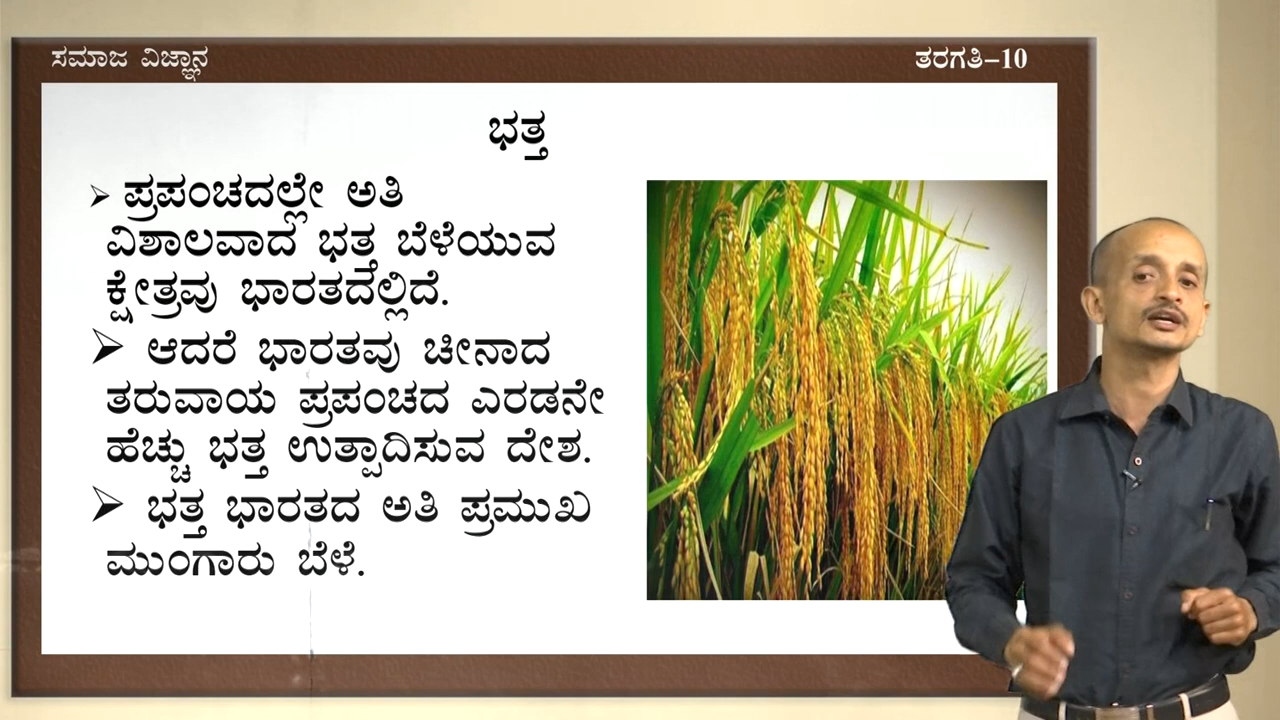 ಸಮಾಜ ವಿಜ್ಞಾನ
ತರಗತಿ–10
ಭತ್ತ
➢ ಪ್ರಪಂಚದಲ್ಲೇ ಅತಿ
ವಿಶಾಲವಾದ ಭತ್ತ ಬೆಳೆಯುವ
ಕ್ಷೇತ್ರವು ಭಾರತದಲ್ಲಿದೆ.
➢ ಆದರೆ ಭಾರತವು ಚೀನಾದ
ತರುವಾಯ ಪ್ರಪಂಚದ ಎರಡನೇ
ಹೆಚ್ಚು ಭತ್ತ ಉತ್ಪಾದಿಸುವ ದೇಶ.
➢ ಭತ್ತ ಭಾರತದ ಅತಿ ಪ್ರಮುಖ
ಮುಂಗಾರು ಬೆಳೆ.